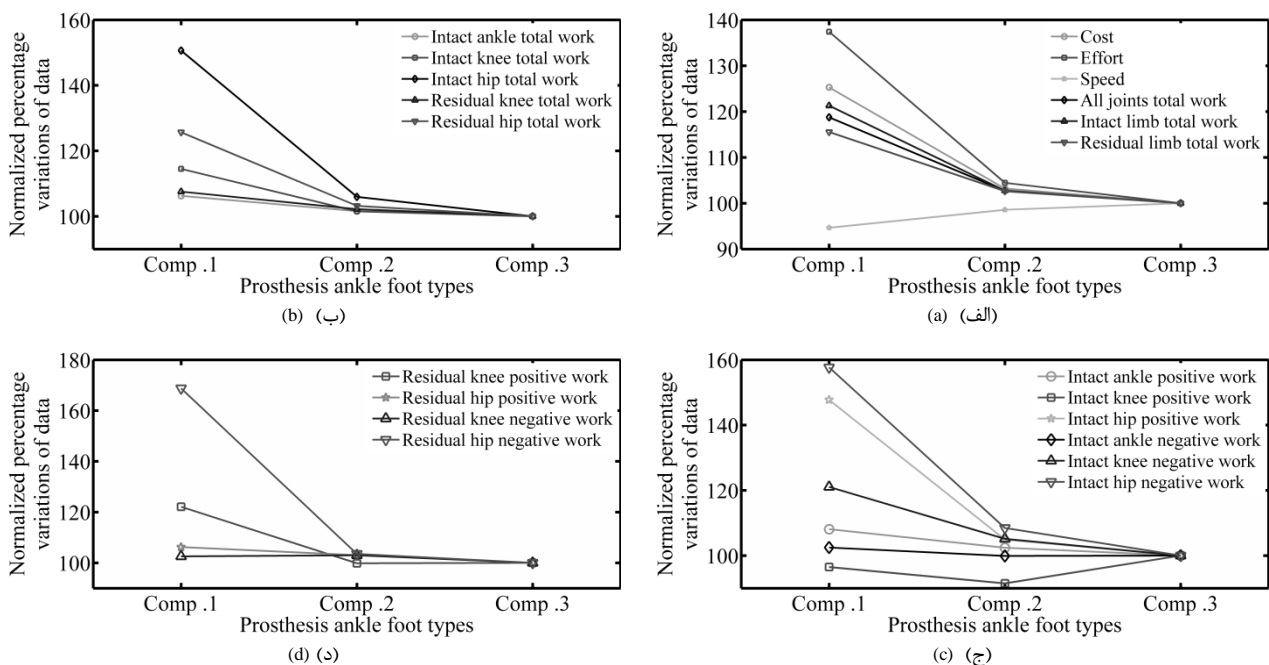 160
140
120
100
Normalized percentage
variations of data
Intact ankle total work
Intact knee total work
Intact hip total work
Residual knee total work
Residual hip total work
Comp .1
Comp .2
Comp .3
Prosthesis ankle foot types
(b) (ب)
140
130
120
110
100
90
Normalized percentage
variations of data
Cost
Effort
Speed
All joints total work
Intact limb total work
Residual limb total work
Comp .1
Comp .2
Comp .3
Prosthesis ankle foot types
(a) (الف)
180
160
140
120
100
Normalized percentage
variations of data
Residual knee positive work
Residual hip positive work
Residual knee negative work
Residual hip negative work
Comp .1
Comp .2
Comp .3
Prosthesis ankle foot types
(d) (د)
160
140
120
100
Normalized percentage
variations of data
Intact ankle positive work
Intact knee positive work
Intact hip positive work
Intact ankle negative work
Intact knee negative work
Intact hip negative work
Comp .1
Comp .2
Comp .3
Prosthesis ankle foot types
(c) (ج)